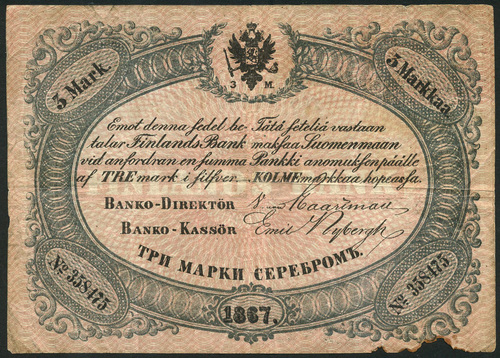 3 Mark.
3 Markkaa
3 M.
Emot denna sedel be- Tätä seteliä vastaan
talar Finlands Bank maksaa Suomenmaan
vid anfordran en summa Pankki anomuksen päälle
af TRE mark i silfver. KOLME markkaa hopeassa.
BANKO-DIREKTÖR
BANKO-KASSÖR Emil Nybergh
ТРИ МАРКИ СЕРЕБРОМЪ.
No 358475
No 358475
1867.